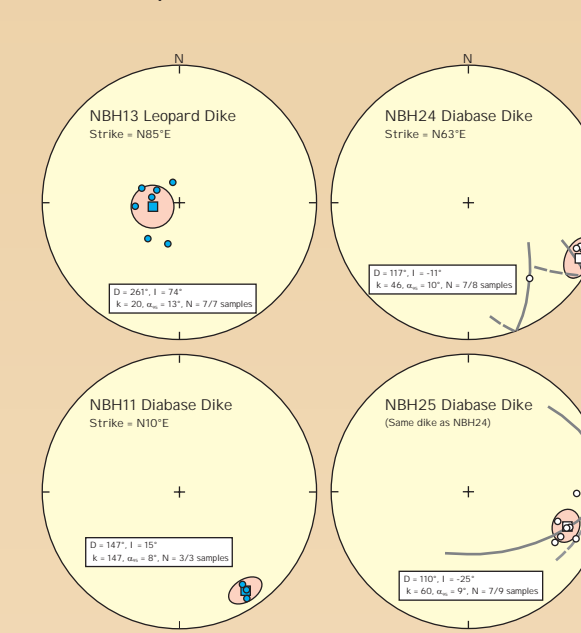 N
NBH13 Leopard Dike
Strike = N85°E
D = 261°, I = 74°
k = 20, α₉₅ = 13°, N = 7/7 samples
N
NBH24 Diabase Dike
Strike = N63°E
D = 117°, I = -11°
k = 46, α₉₅ = 10°, N = 7/8 samples
NBH11 Diabase Dike
Strike = N10°E
D = 147°, I = 15°
k = 147, α₉₅ = 8°, N = 3/3 samples
NBH25 Diabase Dike
(Same dike as NBH24)
D = 110°, I = -25°
k = 60, α₉₅ = 9°, N = 7/9 samples